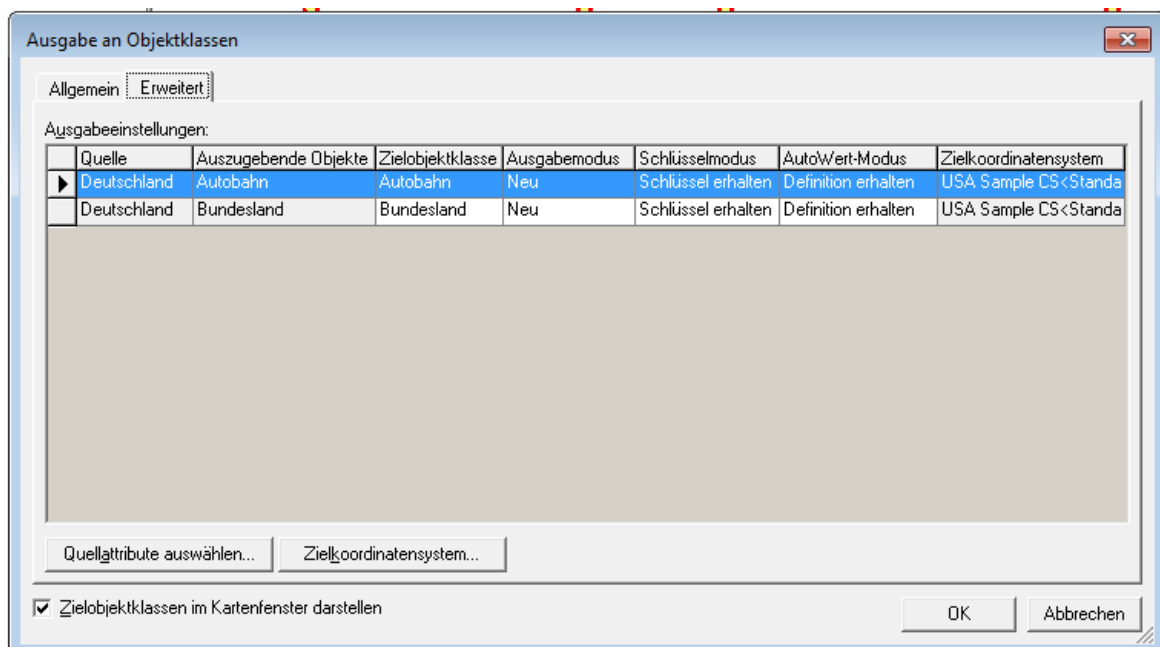 Ausgabe an Objektklassen
Allgemein Erweitert
Ausgabeeinstellungen:
Quelle Auszugebende Objekte Zielobjektklasse Ausgabemodus Schlüsselmodus AutoWert-Modus Zielkoordinatensystem
Deutschland Autobahn Autobahn Neu Schlüssel erhalten Definition erhalten USA Sample CS<Standa
Deutschland Bundesland Bundesland Neu Schlüssel erhalten Definition erhalten USA Sample CS<Standa
Quellattribute auswählen... Zielkoordinatensystem...
Zielobjektklassen im Kartenfenster darstellen
OK Abbrechen